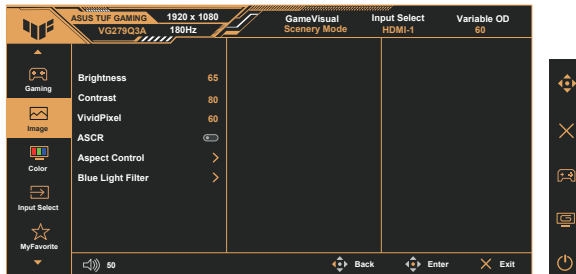 ASUS TUF GAMING 1920 x 1080
VG279Q3A 180Hz
GameVisual
Scenery Mode
Input Select
HDMI-1
Variable OD
60
Gaming
Image
Color
Input Select
MyFavorite
Brightness 65
Contrast 80
VividPixel 60
ASCR
Aspect Control
Blue Light Filter
50
Back
Enter
Exit